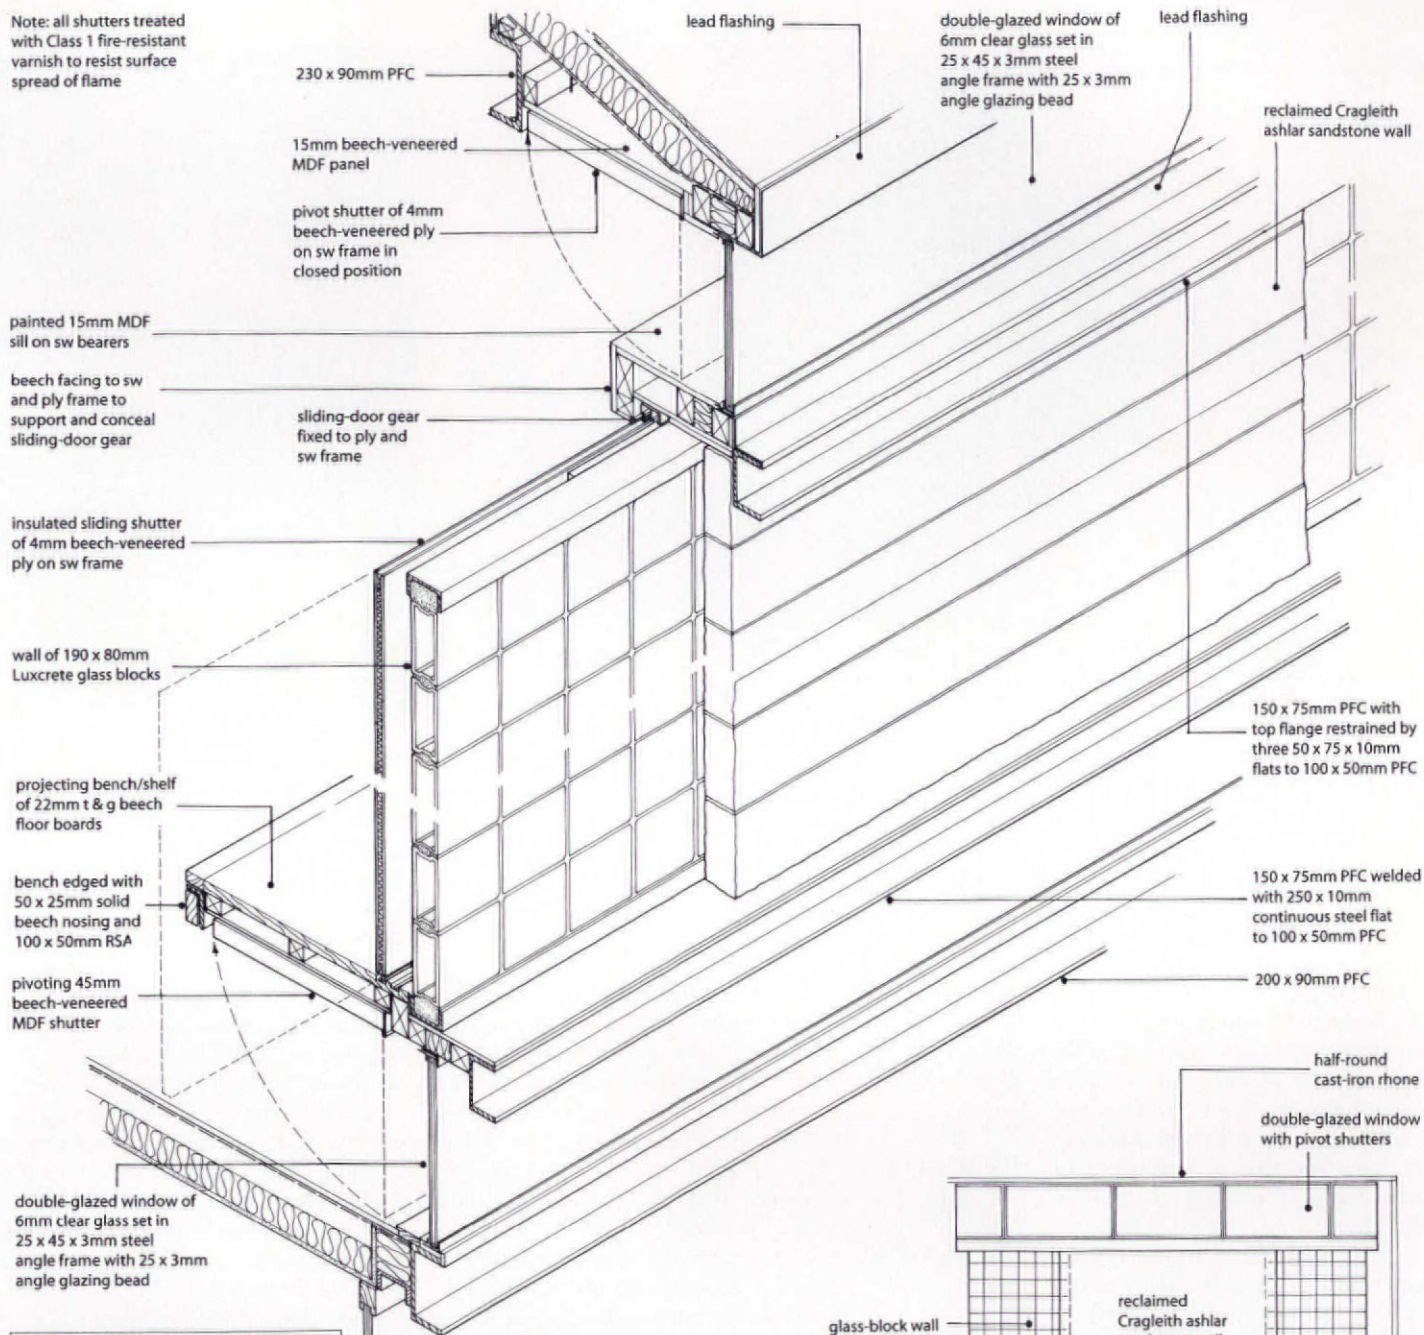 Note: all shutters treated
with Class 1 fire-resistant
varnish to resist surface
spread of flame
230 x 90mm PFC
15mm beech-veneered
MDF panel
pivot shutter of 4mm
beech-veneered ply
on sw frame in
closed position
lead flashing
double-glazed window of
6mm clear glass set in
25 x 45 x 3mm steel
angle frame with 25 x 3mm
angle glazing bead
lead flashing
reclaimed Cragleith
ashlar sandstone wall
painted 15mm MDF
sill on sw bearers
beech facing to sw
and ply frame to
support and conceal
sliding-door gear
sliding-door gear
fixed to ply and
sw frame
insulated sliding shutter
of 4mm beech-veneered
ply on sw frame
wall of 190 x 80mm
Luxcrete glass blocks
projecting bench/shelf
of 22mm t & g beech
floor boards
bench edged with
50 x 25mm solid
beech nosing and
100 x 50mm RSA
pivoting 45mm
beech-veneered
MDF shutter
double-glazed window of
6mm clear glass set in
25 x 45 x 3mm steel
angle frame with 25 x 3mm
angle glazing bead
150 x 75mm PFC with
top flange restrained by
three 50 x 75 x 10mm
flats to 100 x 50mm PFC
150 x 75mm PFC welded
with 250 x 10mm
continuous steel flat
to 100 x 50mm PFC
200 x 90mm PFC
half-round
cast-iron rhone
double-glazed window
with pivot shutters
glass-block wall
reclaimed
Cragleith ashlar